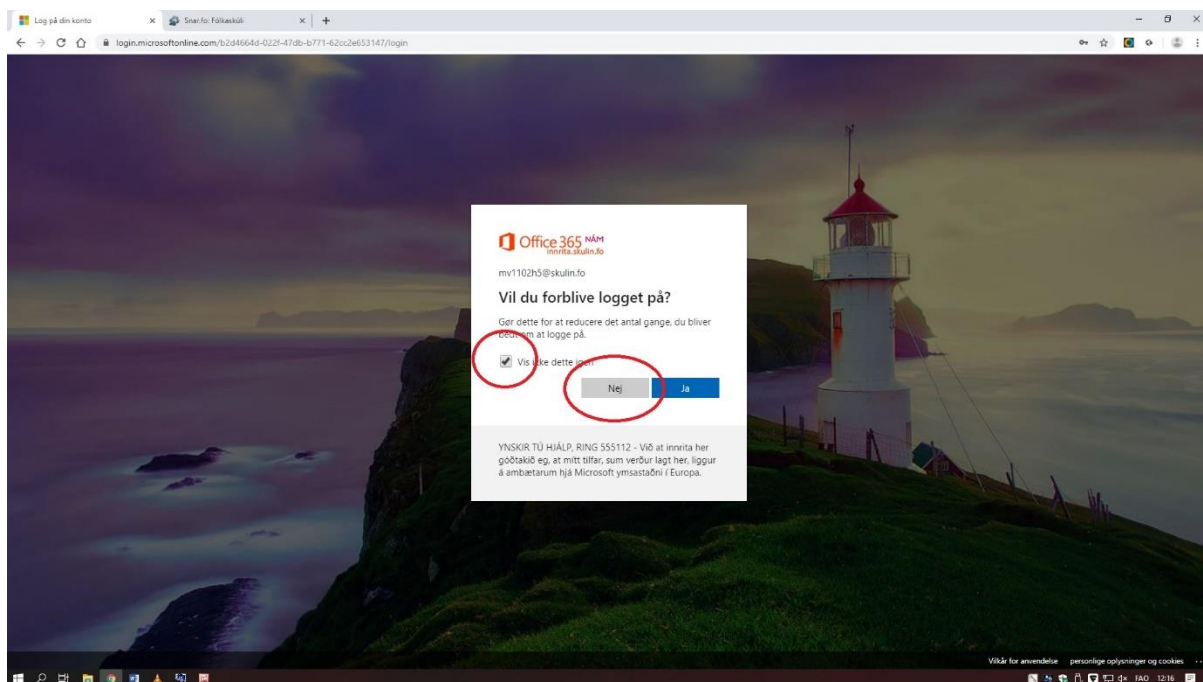 Log på din konto
Snar.fo: Fólkaskúli
login.microsoftonline.com/b2d4664d-022f-47db-b771-62cc2e653147/login
Office 365 NÁM
innrita.skulin.fo
mv1102h5@skulin.fo
Vil du forblive logget på?
Gør dette for at reducere det antal gange, du bliver
bedt om at logge på.
Vis ikke dette igen
Nej
Ja
YNSKIR TÚ HJÁLP, RING 555112 - Við at innrita her
góðtakið eg, at mítt tilfar, sum verður lagt her, liggur
á ambætarum hjá Microsoft ymsastaðni í Europa.
Vilkår for anvendelse personlige oplysninger og cookies ...
FAO 12:16